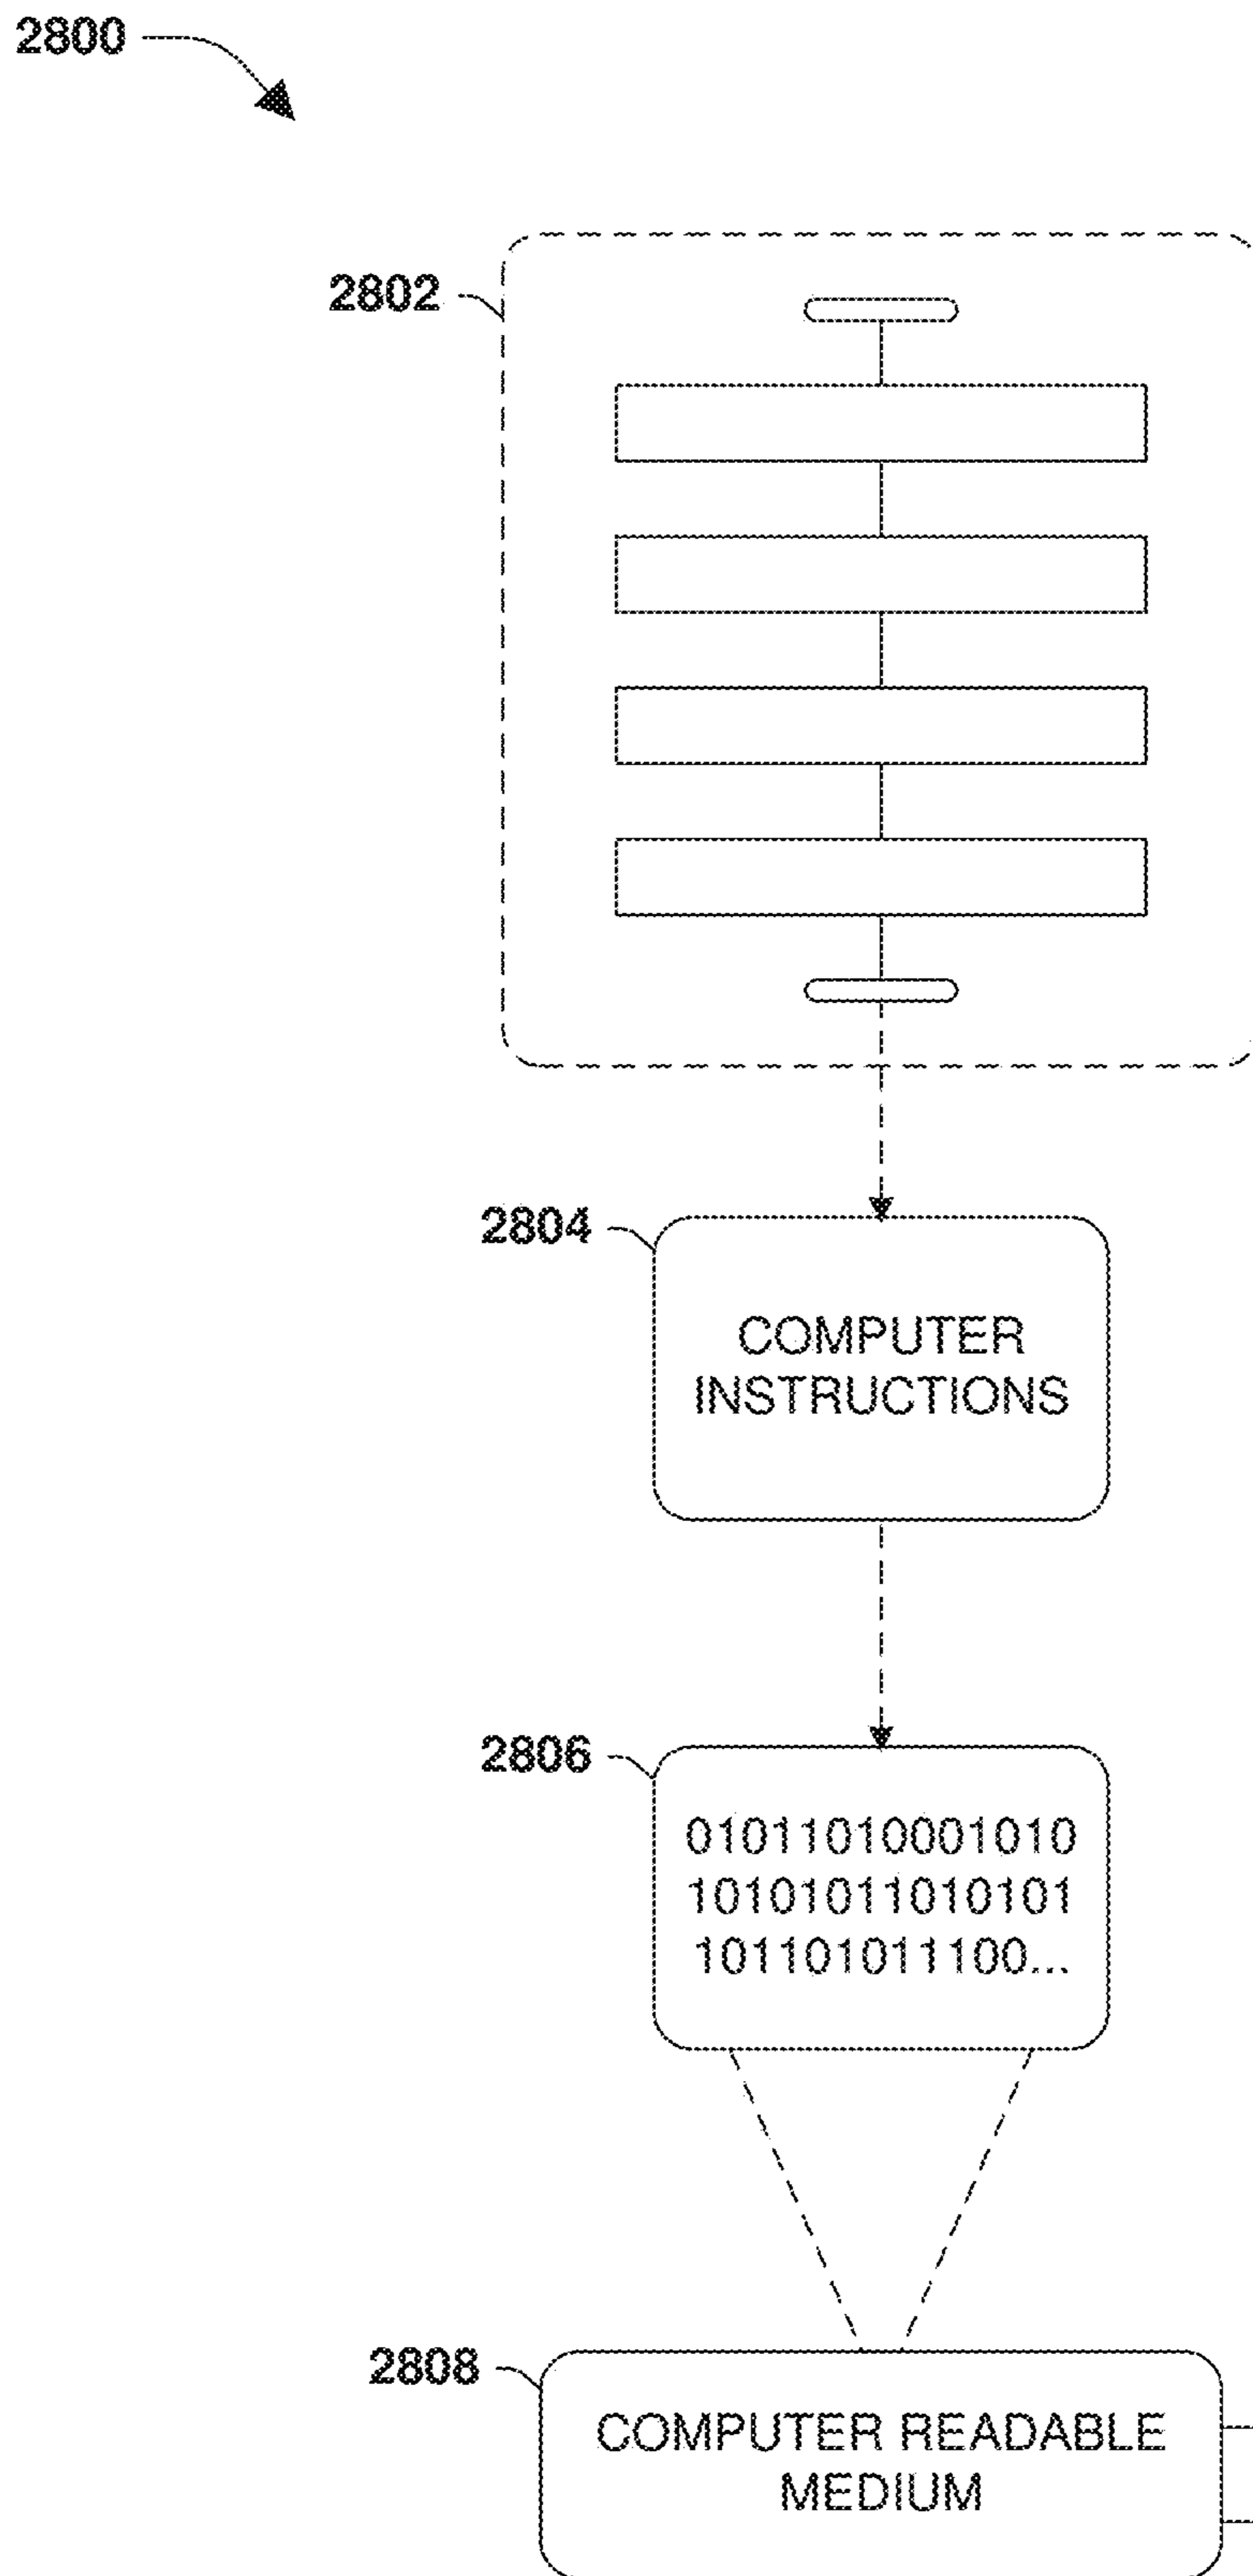 2800
2802
2804
COMPUTER
INSTRUCTIONS
2806
01011010001010
10101011010101
101101011100...
2808
COMPUTER READABLE
MEDIUM